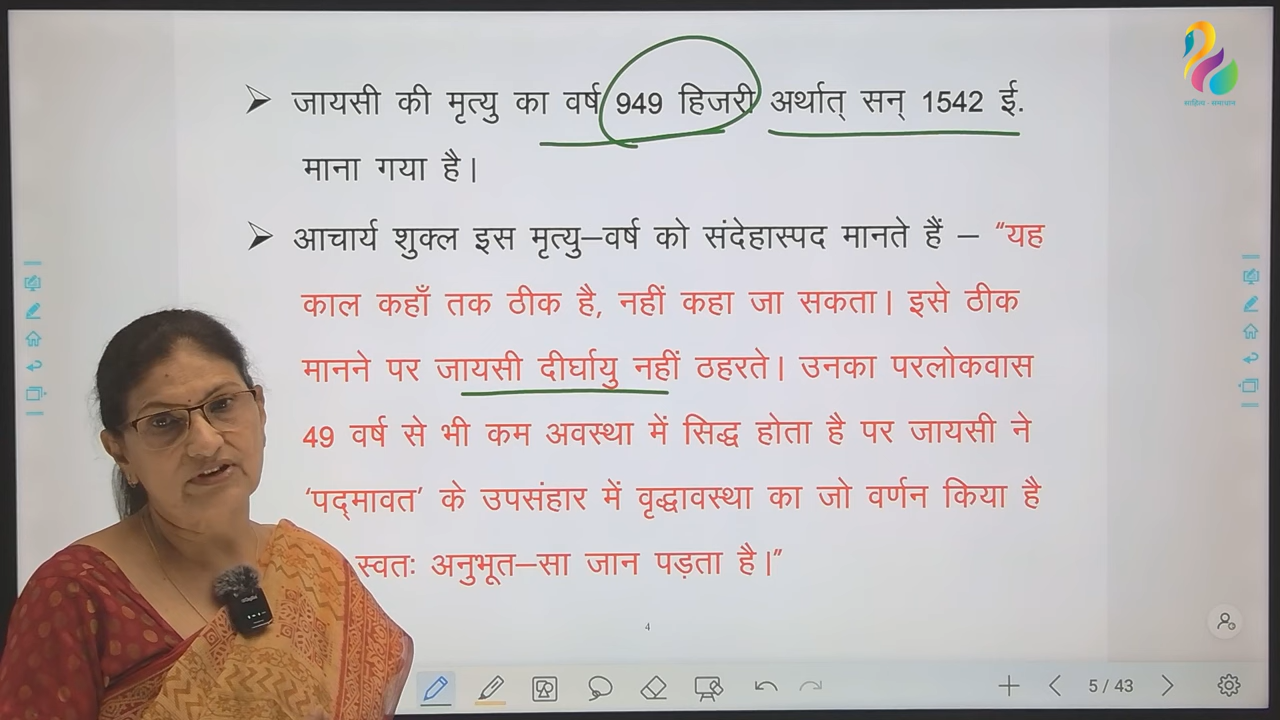 ➢ जायसी की मृत्यु का वर्ष 949 हिजरी अर्थात् सन् 1542 ई.
माना गया है।
➢ आचार्य शुक्ल इस मृत्यु–वर्ष को संदेहास्पद मानते हैं – “यह
काल कहाँ तक ठीक है, नहीं कहा जा सकता। इसे ठीक
मानने पर जायसी दीर्घायु नहीं ठहरते। उनका परलोकवास
49 वर्ष से भी कम अवस्था में सिद्ध होता है पर जायसी ने
‘पद्मावत’ के उपसंहार में वृद्धावस्था का जो वर्णन किया है
स्वतः अनुभूत–सा जान पड़ता है।”
4
5 / 43
साहित्य - समाधान